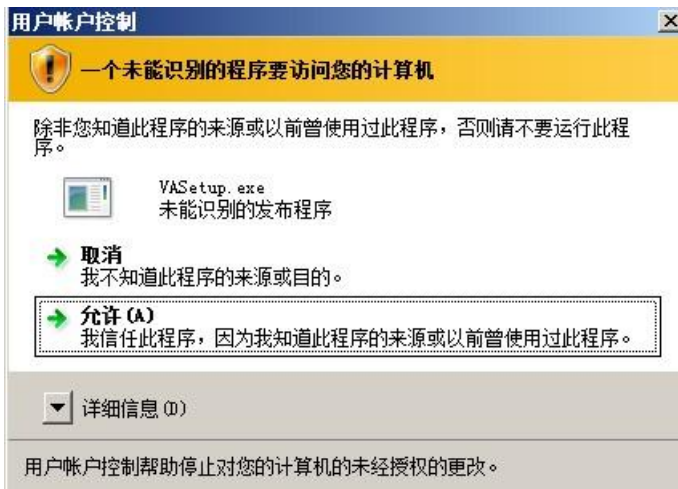 用户帐户控制
一个未能识别的程序要访问您的计算机
除非您知道此程序的来源或以前曾使用过此程序，否则请不要运行此程
序。
VASetup.exe
未能识别的发布程序
取消
我不知道此程序的来源或目的。
允许(A)
我信任此程序，因为我知道此程序的来源或以前曾使用过此程序。
详细信息(D)
用户帐户控制帮助停止对您的计算机的未经授权的更改。